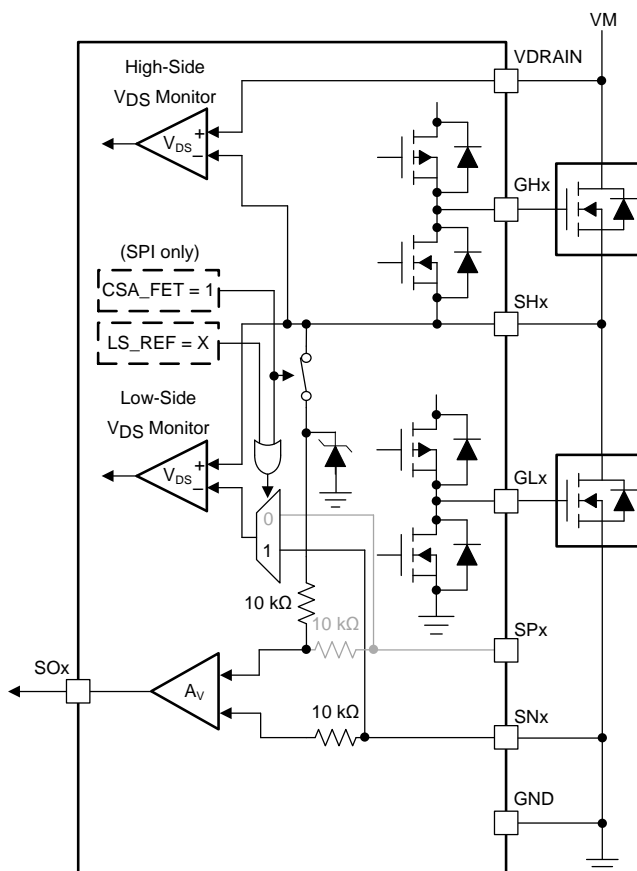 VM
VDRAIN
High-Side
VDS Monitor
+
VDS
−
GHx
(SPI only)
CSA_FET = 1
SHx
LS_REF = X
Low-Side
VDS Monitor
+
VDS
−
GLx
0
1
10 kΩ
10 kΩ
SPx
SOx
AV
10 kΩ
SNx
GND